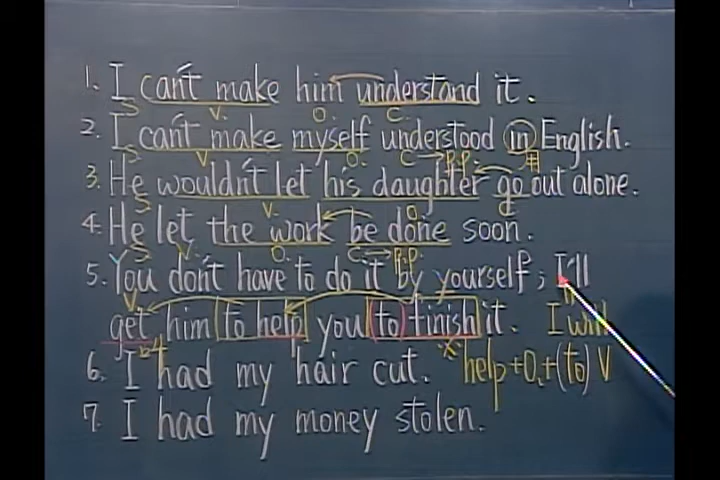 1. I can't make him understand it.
S V. O. C.
2. I can't make myself understood in English.
S V O. C → p.p. 用
3. He wouldn't let his daughter go out alone.
S V. O. C
4. He let the work be done soon.
S V. O. C → p.p.
5. You don't have to do it by yourself; I'll
V
get him to help you (to) finish it. I will
"X"
6. I had my hair cut. help+O.+(to) V
7. I had my money stolen.